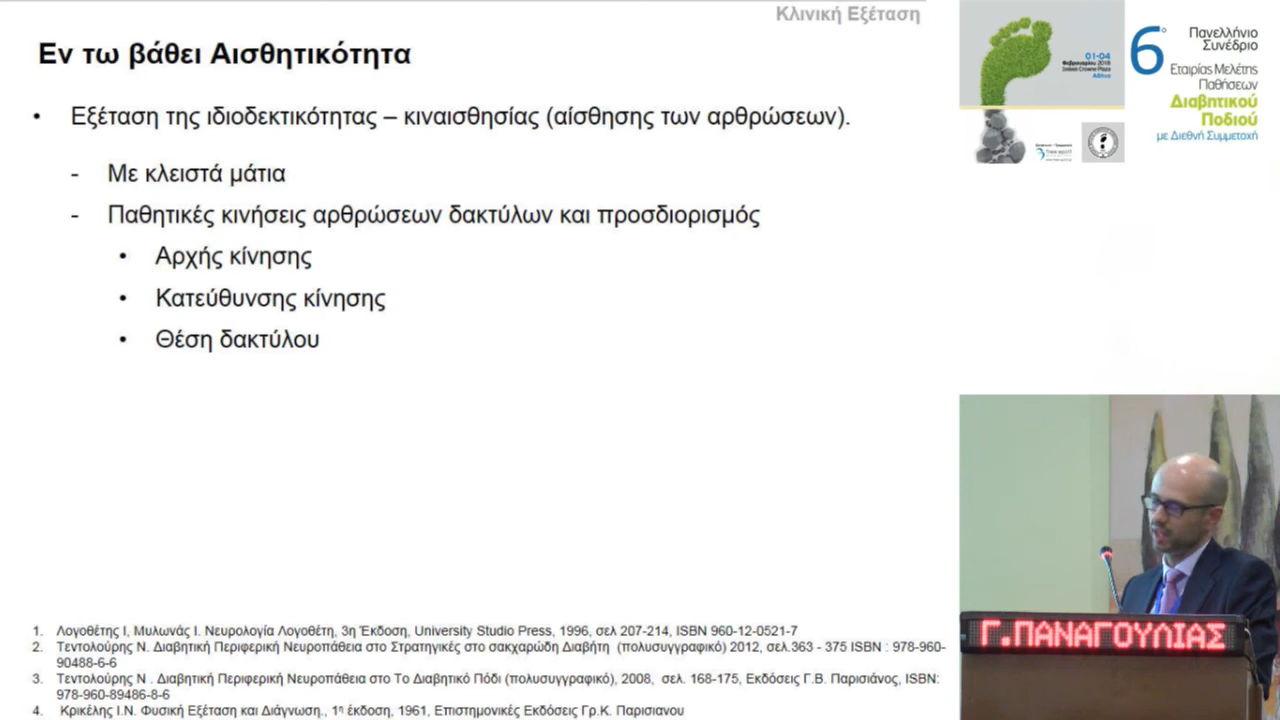 Κλινική Εξέταση
Εν τω βάθει Αισθητικότητα
• Εξέταση της ιδιοδεκτικότητας – κιναισθησίας (αίσθησης των αρθρώσεων).
- Με κλειστά μάτια
- Παθητικές κινήσεις αρθρώσεων δακτύλων και προσδιορισμός
• Αρχής κίνησης
• Κατεύθυνσης κίνησης
• Θέση δακτύλου
1. Λογοθέτης Ι, Μυλωνάς Ι. Νευρολογία Λογοθέτη, 3η Έκδοση, University Studio Press, 1996, σελ 207-214, ISBN 960-12-0521-7
2. Τεντολούρης Ν. Διαβητική Περιφερική Νευροπάθεια στο Στρατηγικές στο σακχαρώδη Διαβήτη (πολυσυγγραφικό) 2012, σελ.363 - 375 ISBN : 978-960-
90488-6-6
3. Τεντολούρης Ν . Διαβητική Περιφερική Νευροπάθεια στο Το Διαβητικό Πόδι (πολυσυγγραφικό), 2008, σελ. 168-175, Εκδόσεις Γ.Β. Παρισιάνος, ISBN:
978-960-89486-8-6
4. Κρικέλης Ι.Ν. Φυσική Εξέταση και Διάγνωση., 1η έκδοση, 1961, Επιστημονικές Εκδόσεις Γρ.Κ. Παρισιανου
01-04
Φεβρουαρίου 2018
Crowne Plaza
Αθήνα
6°
Πανελλήνιο
Συνέδριο
Εταιρίας Μελέτης
Παθήσεων
Διαβητικού
Ποδιού
με Διεθνή Συμμετοχή
Γ.ΠΑΝΑΓΟΥΛΙΑΣ